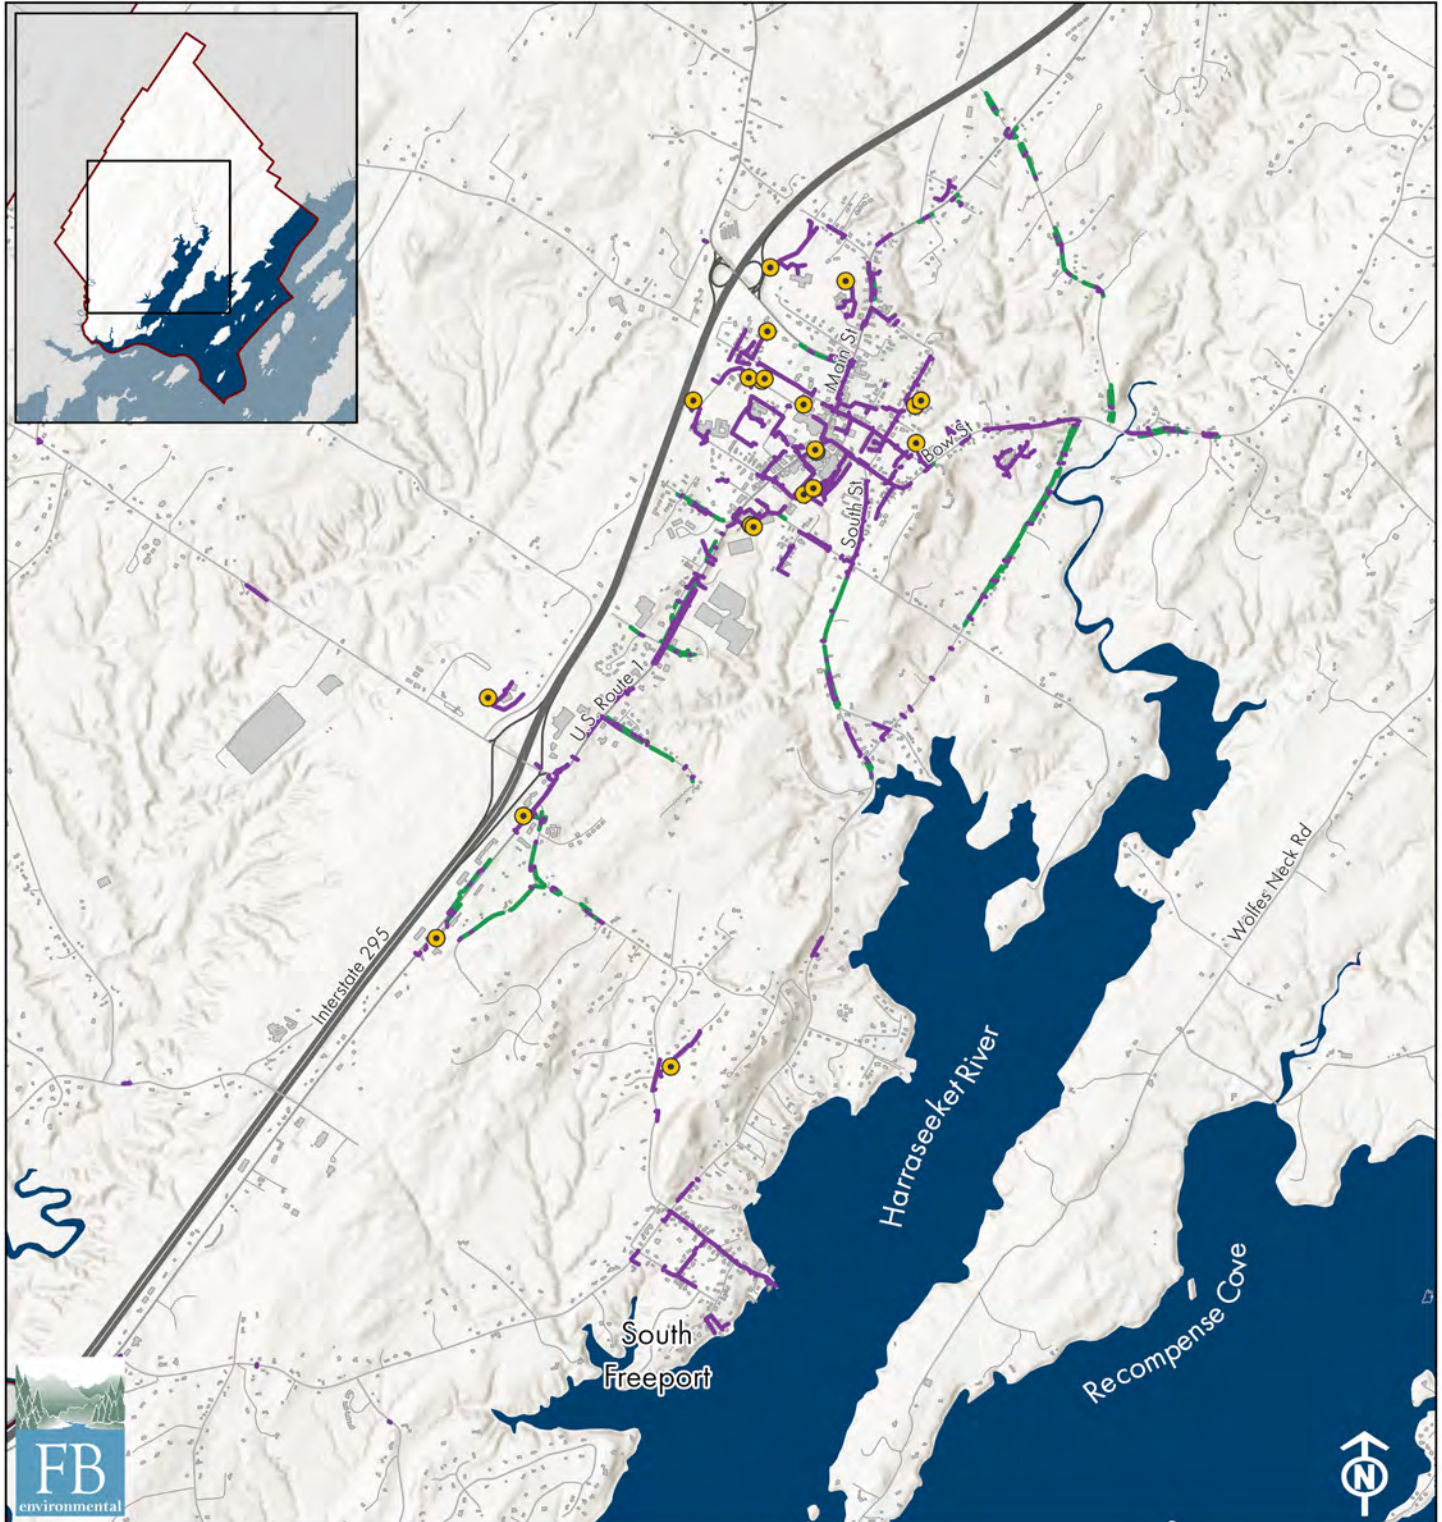 Main St
Bow St
South St
U.S. Route 1
Interstate 295
Wolfes Neck Rd
Harraseeket River
Recompense Cove
South
Freeport
FB
environmental
N